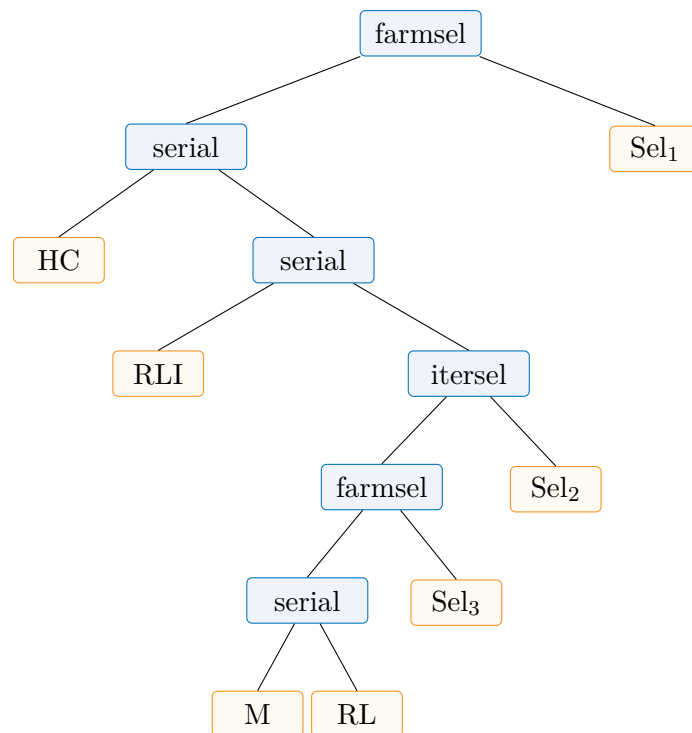 farmsel
serial
Sel₁
HC
serial
RLI
itersel
farmsel
Sel₂
serial
Sel₃
M
RL